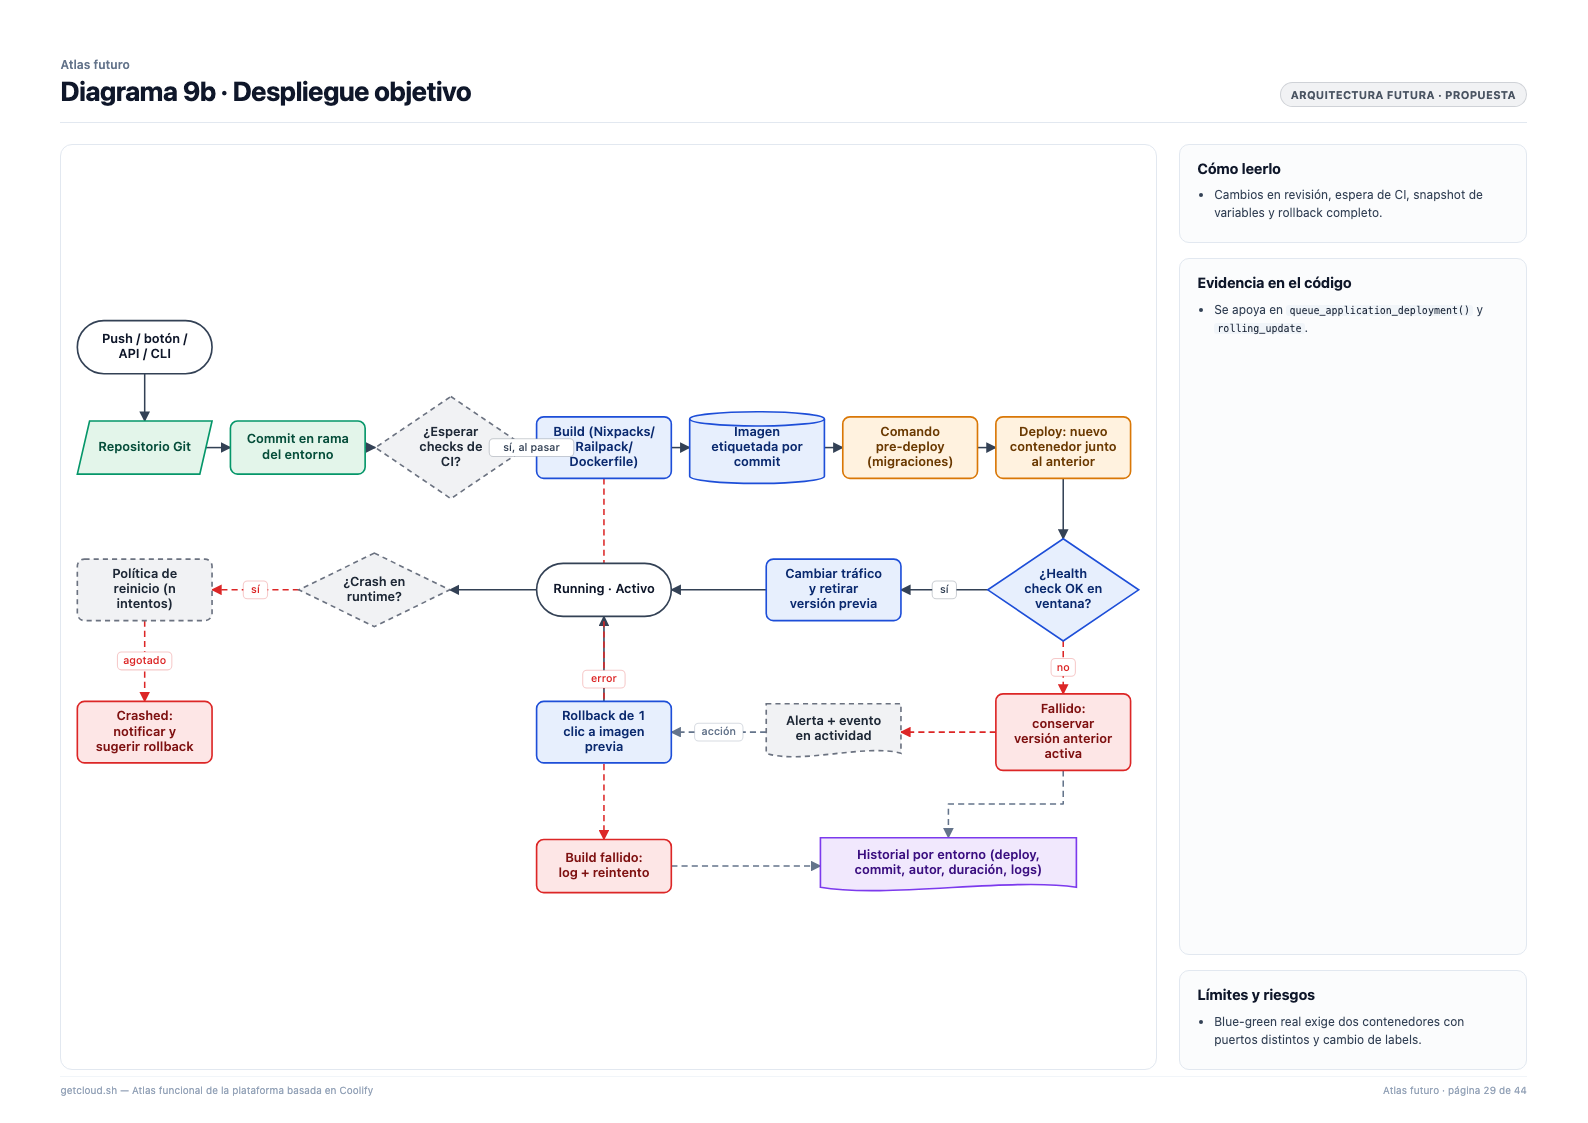 Atlas futuro
Diagrama 9b · Despliegue objetivo
ARQUITECTURA FUTURA · PROPUESTA
Push / botón /
API / CLI
Repositorio Git
Commit en rama
del entorno
¿Esperar
checks de
CI?
sí, al pasar
Build (Nixpacks/
Railpack/
Dockerfile)
Imagen
etiquetada por
commit
Comando
pre-deploy
(migraciones)
Deploy: nuevo
contenedor junto
al anterior
Política de
reinicio (n
intentos)
sí
¿Crash en
runtime?
Running · Activo
Cambiar tráfico
y retirar
versión previa
sí
¿Health
check OK en
ventana?
agotado
error
no
Crashed:
notificar y
sugerir rollback
Rollback de 1
clic a imagen
previa
acción
Alerta + evento
en actividad
Fallido:
conservar
versión anterior
activa
Build fallido:
log + reintento
Historial por entorno (deploy,
commit, autor, duración, logs)
Cómo leerlo
• Cambios en revisión, espera de CI, snapshot de
variables y rollback completo.
Evidencia en el código
• Se apoya en queue_application_deployment() y
rolling_update.
Límites y riesgos
• Blue-green real exige dos contenedores con
puertos distintos y cambio de labels.
getcloud.sh — Atlas funcional de la plataforma basada en Coolify
Atlas futuro · página 29 de 44